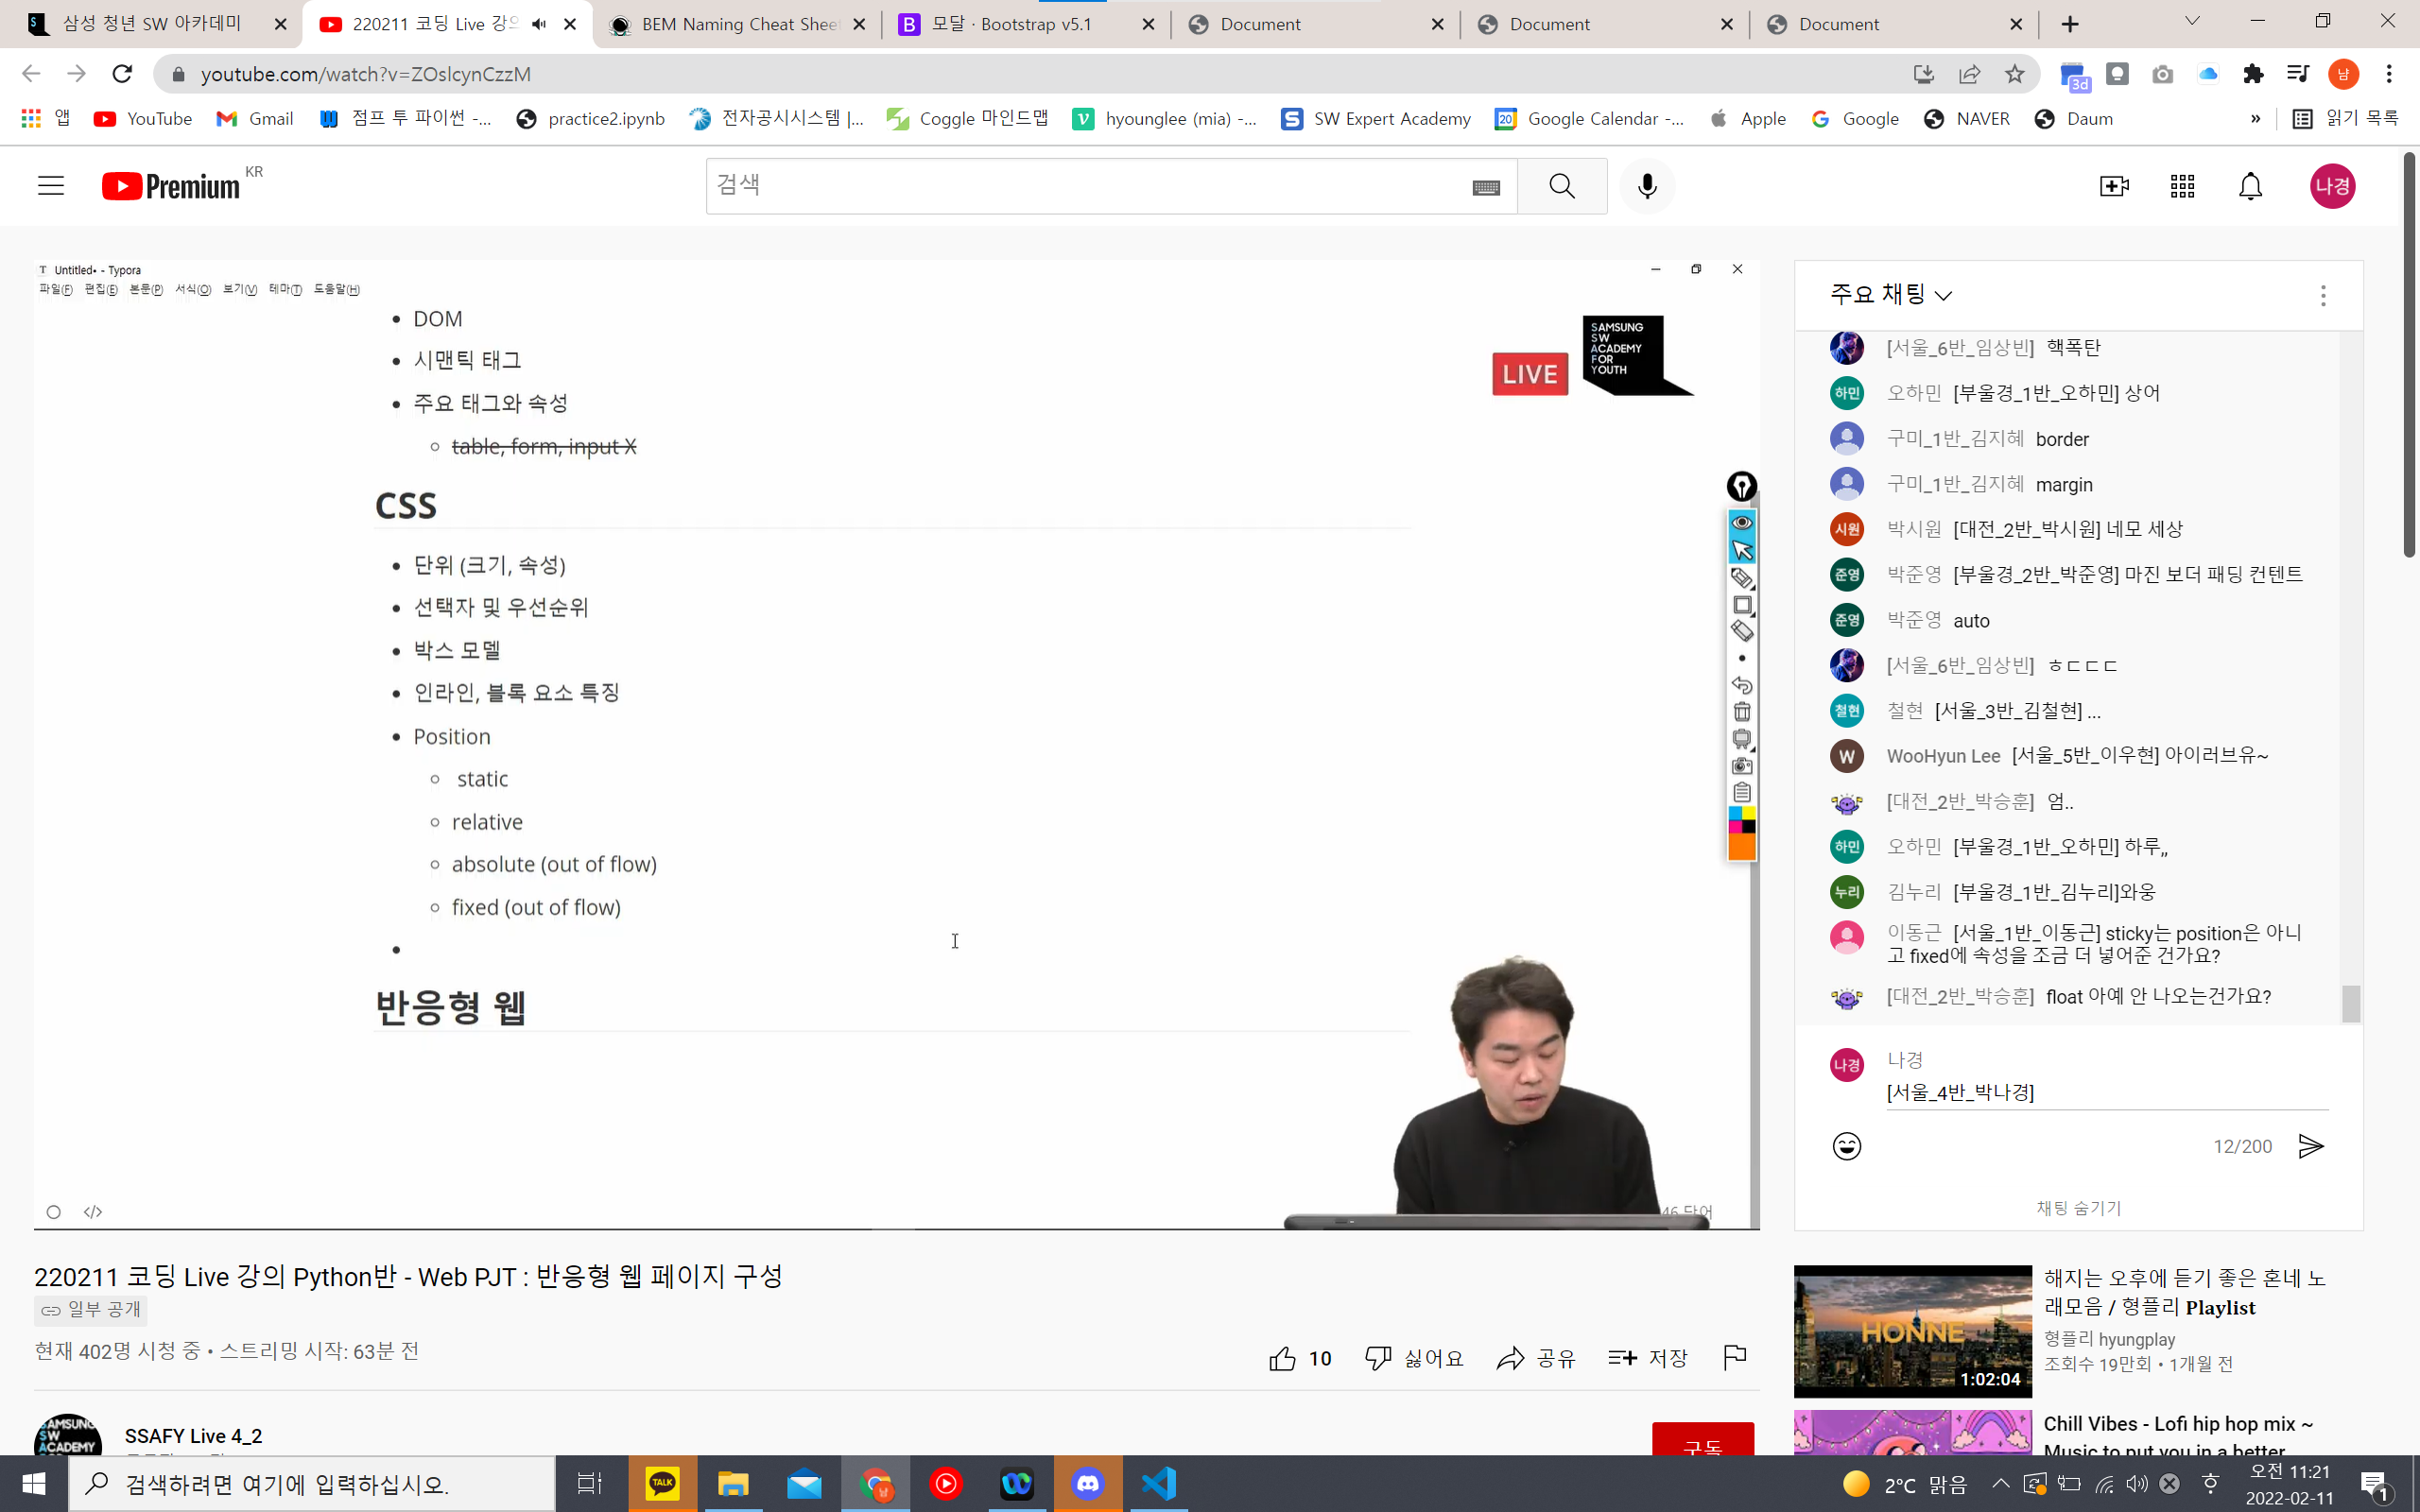 삼성 청년 SW 아카데미
220211 코딩 Live 강의
BEM Naming Cheat Sheet
모달 · Bootstrap v5.1
Document
Document
Document
youtube.com/watch?v=ZOslcynCzzM
3d
냠
앱
YouTube
Gmail
점프 투 파이썬 -...
practice2.ipynb
전자공시시스템 |...
Coggle 마인드맵
hyounglee (mia) -...
SW Expert Academy
Google Calendar -...
Apple
Google
NAVER
Daum
»
읽기 목록
Premium KR
검색
나경
Untitled• - Typora
파일(F) 편집(E) 본문(P) 서식(O) 보기(V) 테마(T) 도움말(H)
DOM
시맨틱 태그
주요 태그와 속성
table, form, input X
CSS
단위 (크기, 속성)
선택자 및 우선순위
박스 모델
인라인, 블록 요소 특징
Position
static
relative
absolute (out of flow)
fixed (out of flow)
반응형 웹
LIVE
SAMSUNG
SW
ACADEMY
FOR
YOUTH
46 단어
주요 채팅
[서울_6반_임상빈] 핵폭탄
하민 오하민 [부울경_1반_오하민] 상어
구미_1반_김지혜 border
구미_1반_김지혜 margin
시원 박시원 [대전_2반_박시원] 네모 세상
준영 박준영 [부울경_2반_박준영] 마진 보더 패딩 컨텐트
준영 박준영 auto
[서울_6반_임상빈] ㅎㄷㄷㄷ
철현 철현 [서울_3반_김철현] ...
W WooHyun Lee [서울_5반_이우현] 아이러브유~
[대전_2반_박승훈] 엄..
하민 오하민 [부울경_1반_오하민] 하루,,
누리 김누리 [부울경_1반_김누리]와웅
이동근 [서울_1반_이동근] sticky는 position은 아니
고 fixed에 속성을 조금 더 넣어준 건가요?
[대전_2반_박승훈] float 아예 안 나오는건가요?
나경 나경
[서울_4반_박나경]
12/200
채팅 숨기기
220211 코딩 Live 강의 Python반 - Web PJT : 반응형 웹 페이지 구성
일부 공개
현재 402명 시청 중 • 스트리밍 시작: 63분 전
10
싫어요
공유
저장
SAMSUNG
SW
ACADEMY
SSAFY Live 4_2
구독
HONNE
1:02:04
해지는 오후에 듣기 좋은 혼네 노
래모음 / 형플리 Playlist
형플리 hyungplay
조회수 19만회 • 1개월 전
Chill Vibes - Lofi hip hop mix ~
Music to put you in a better
검색하려면 여기에 입력하십시오.
TALK
2°C 맑음
오전 11:21
2022-02-11
1